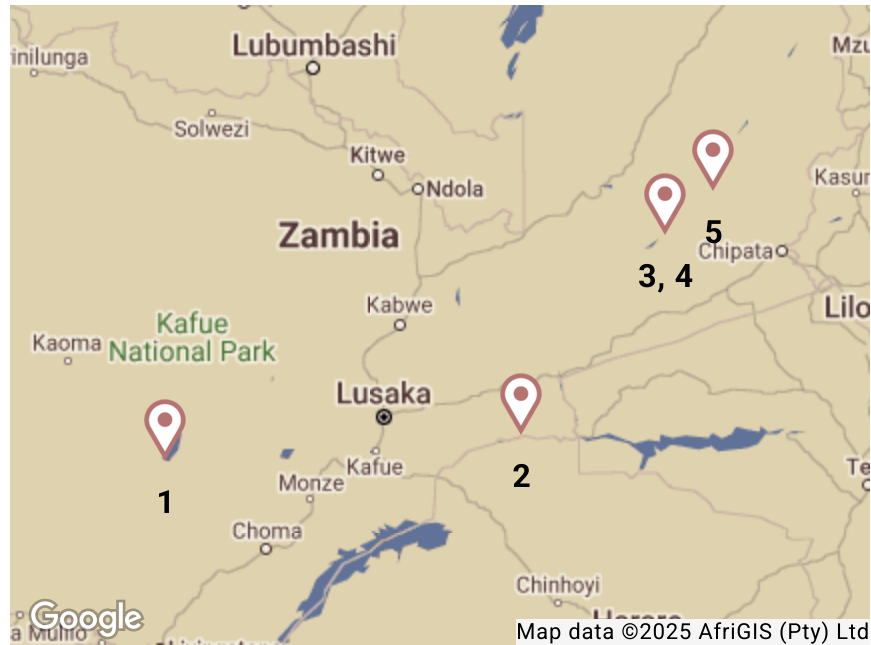 Lubumbashi
Mzu
inilunga
Solwezi
Kitwe
Ndola
Kasur
Zambia
5
Chipata
3, 4
Kabwe
Lilo
Kafue
National Park
Kaoma
Lusaka
Kafue
2
Te
Monze
1
Choma
Chinhoyi
Google
Map data ©2025 AfriGIS (Pty) Ltd